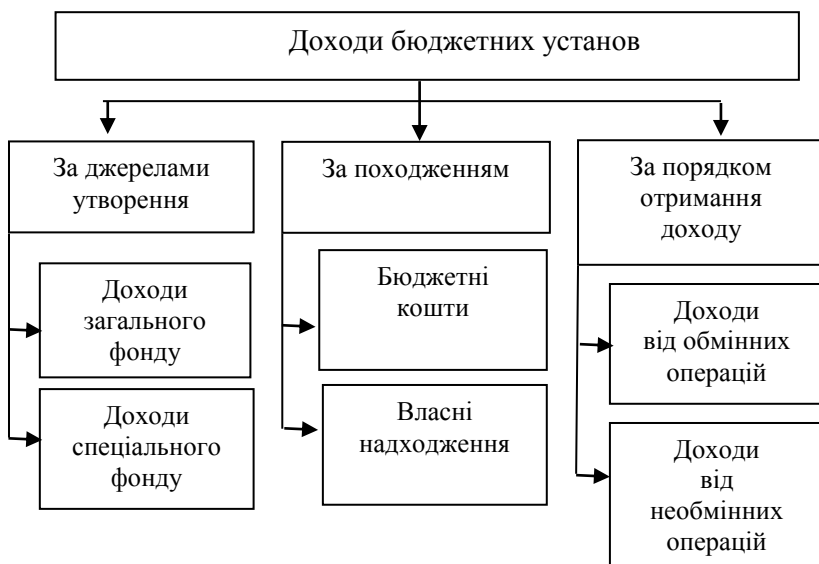 Доходи бюджетних установ
За джерелами
утворення
Доходи
загального
фонду
Доходи
спеціального
фонду
За походженням
Бюджетні
кошти
Власні
надходження
За порядком
отримання
доходу
Доходи
від обмінних
операцій
Доходи
від
необмінних
операцій